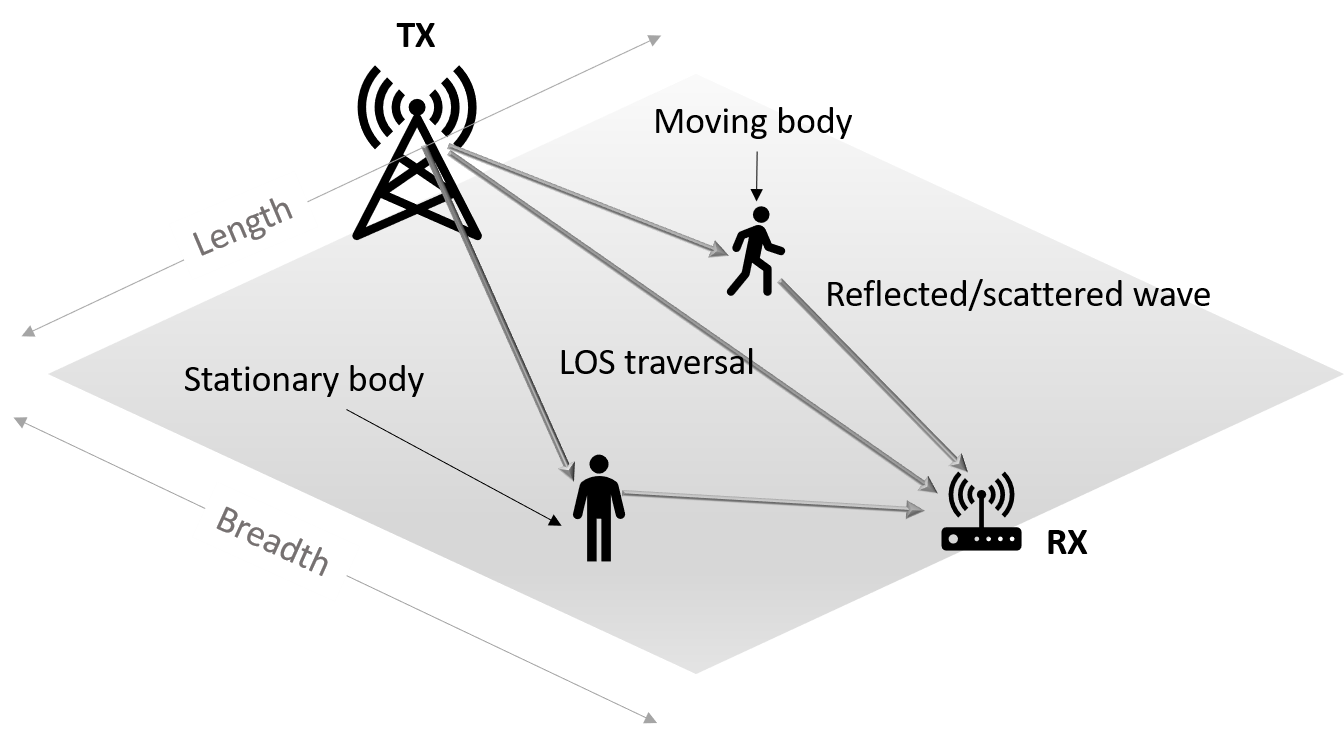 TX
Moving body
Length
Reflected/scattered wave
LOS traversal
Stationary body
Breadth
RX